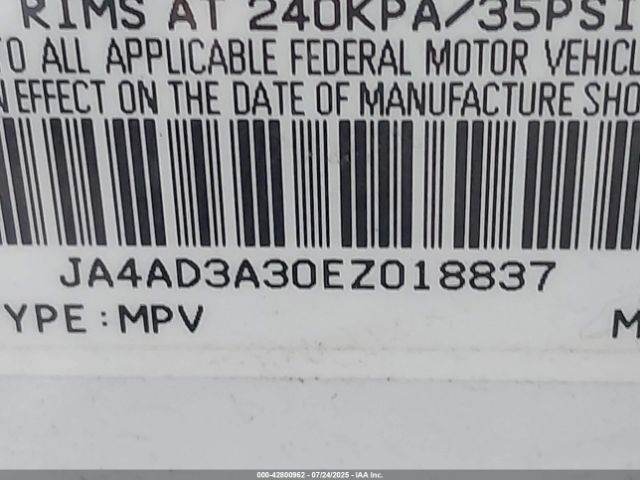 RIMS AT 240KPA/35PSI
TO ALL APPLICABLE FEDERAL MOTOR VEHICL
N EFFECT ON THE DATE OF MANUFACTURE SHO
JA4AD3A30EZ018837
YPE:MPV M
000-42800962 - 07/24/2025 - IAA Inc.